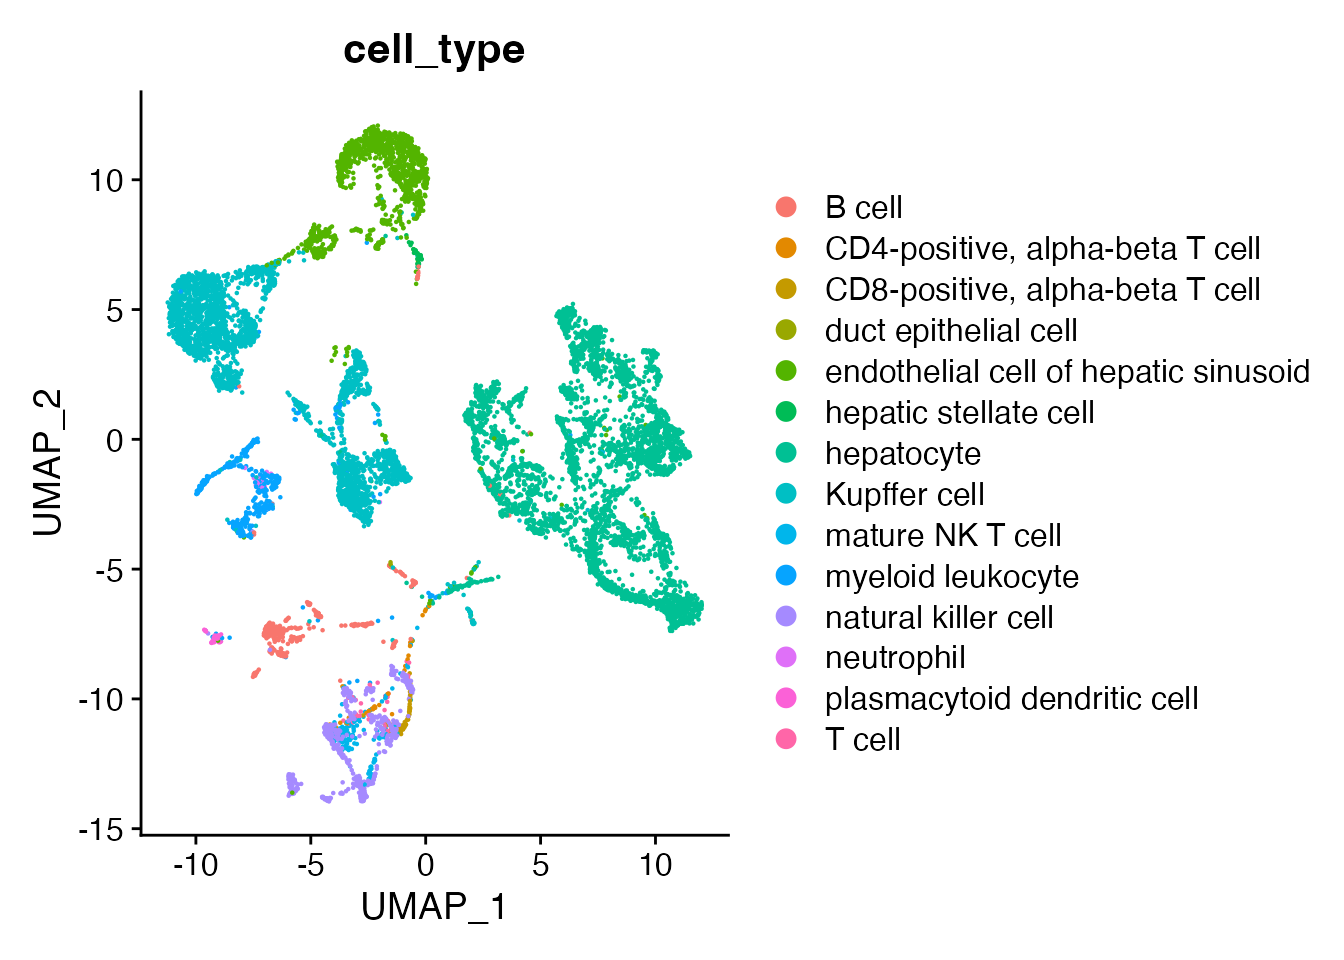 cell_type
10
5
0
-5
-10
-15
UMAP_2
-10 -5 0 5 10
UMAP_1
B cell
CD4-positive, alpha-beta T cell
CD8-positive, alpha-beta T cell
duct epithelial cell
endothelial cell of hepatic sinusoid
hepatic stellate cell
hepatocyte
Kupffer cell
mature NK T cell
myeloid leukocyte
natural killer cell
neutrophil
plasmacytoid dendritic cell
T cell